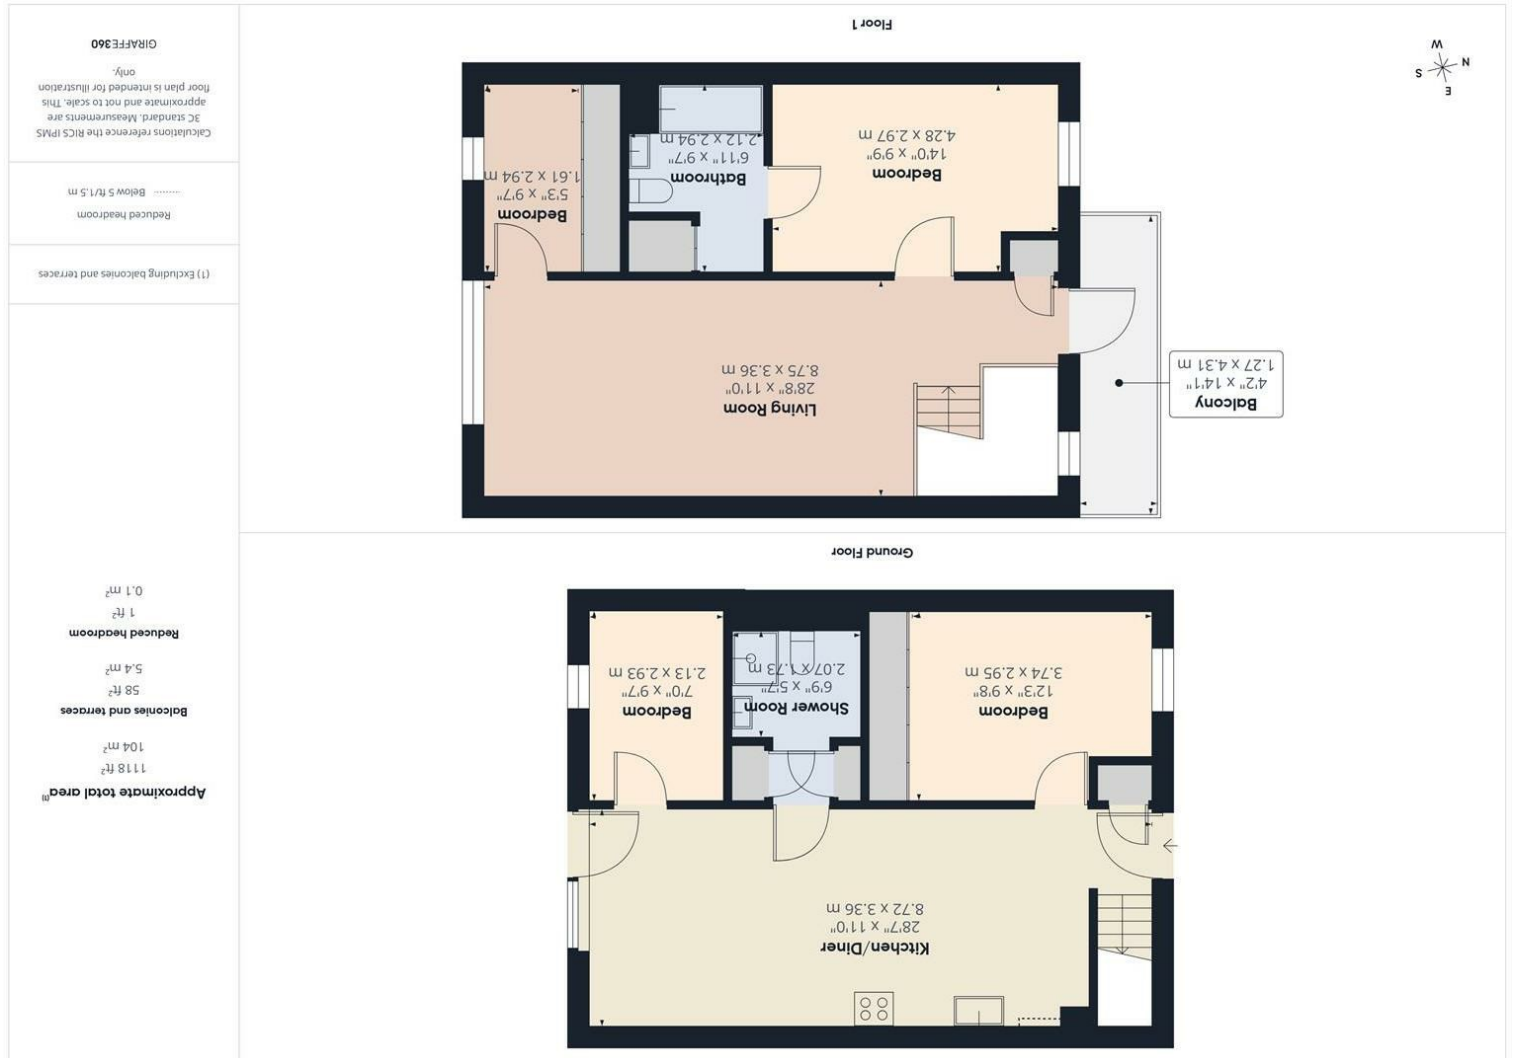 Kitchen/Diner
28'7" x 11'0"
8.72 x 3.36 m
Bedroom
12'3" x 9'8"
3.74 x 2.95 m
Shower Room
6'9" x 5'7"
2.07 x 1.73 m
Bedroom
7'0" x 9'7"
2.13 x 2.93 m
Ground Floor
Balcony
4'2" x 14'1"
1.27 x 4.31 m
Living Room
28'8" x 11'0"
8.75 x 3.36 m
Bedroom
14'0" x 9'9"
4.28 x 2.97 m
Bathroom
6'11" x 9'7"
2.12 x 2.94 m
Bedroom
5'3" x 9'7"
1.61 x 2.94 m
E
N
S
W
Floor 1
Approximate total area(1)
1118 ft²
104 m²
Balconies and terraces
58 ft²
5.4 m²
Reduced headroom
1 ft²
0.1 m²
(1) Excluding balconies and terraces
Reduced headroom
Below 5 ft/1.5 m
Calculations reference the RICS IPMS
3C standard. Measurements are
approximate and not to scale. This
floor plan is intended for illustration
only.
GIRAFFE360